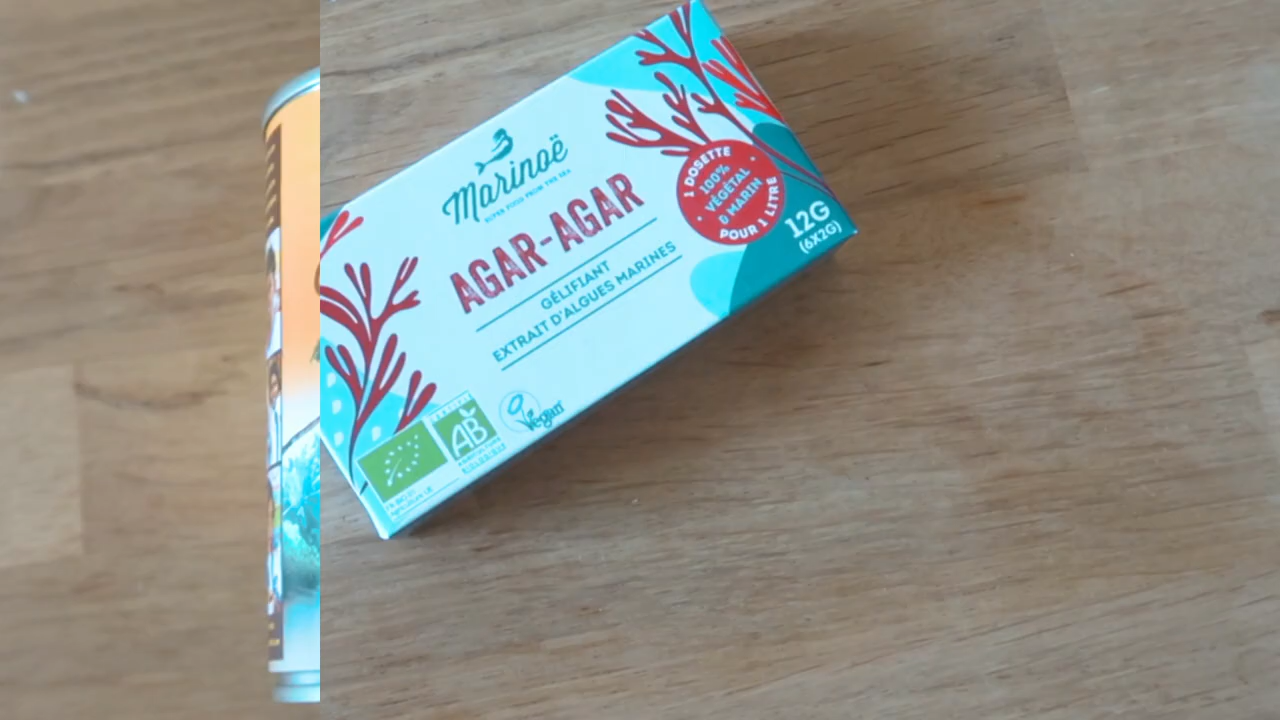 Marinoë
SUPER FOOD FROM THE SEA
AGAR-AGAR
GÉLIFIANT
EXTRAIT D'ALGUES MARINES
1 DOSETTE
100%
VÉGÉTAL
& MARIN
POUR 1 LITRE
12G
(6X2G)
AB
Vegan